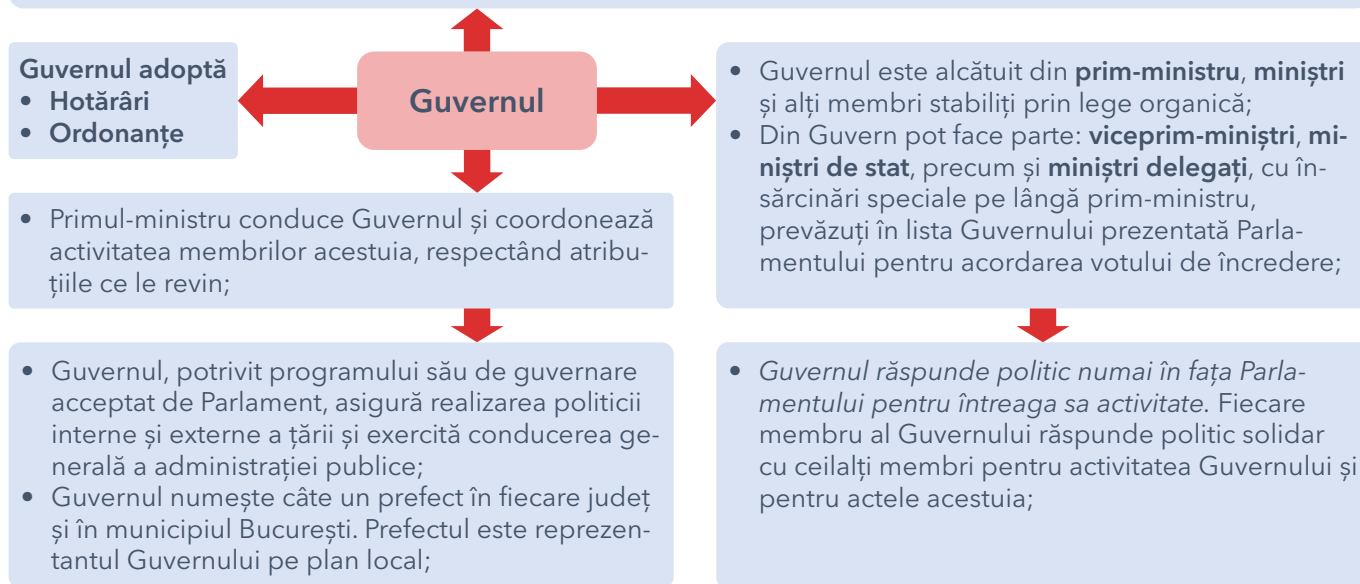 Guvernul adoptă
• Hotărâri
• Ordonanțe
Guvernul
• Guvernul este alcătuit din prim-ministru, miniștri
și alți membri stabiliți prin lege organică;
• Din Guvern pot face parte: viceprim-miniștri, mi-
niștri de stat, precum și miniștri delegați, cu în-
sărcinări speciale pe lângă prim-ministru,
prevăzuți în lista Guvernului prezentată Parla-
mentului pentru acordarea votului de încredere;
• Primul-ministru conduce Guvernul și coordonează
activitatea membrilor acestuia, respectând atribu-
țiile ce le revin;
• Guvernul, potrivit programului său de guvernare
acceptat de Parlament, asigură realizarea politicii
interne și externe a țării și exercită conducerea ge-
nerală a administrației publice;
• Guvernul numește câte un prefect în fiecare județ
și în municipiul București. Prefectul este reprezen-
tantul Guvernului pe plan local;
• Guvernul răspunde politic numai în fața Parla-
mentului pentru întreaga sa activitate. Fiecare
membru al Guvernului răspunde politic solidar
cu ceilalți membri pentru activitatea Guvernului și
pentru actele acestuia;